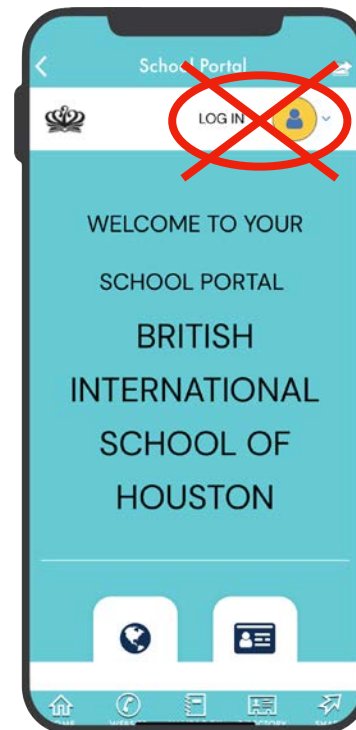 School Portal
LOG IN
WELCOME TO YOUR
SCHOOL PORTAL
BRITISH
INTERNATIONAL
SCHOOL OF
HOUSTON